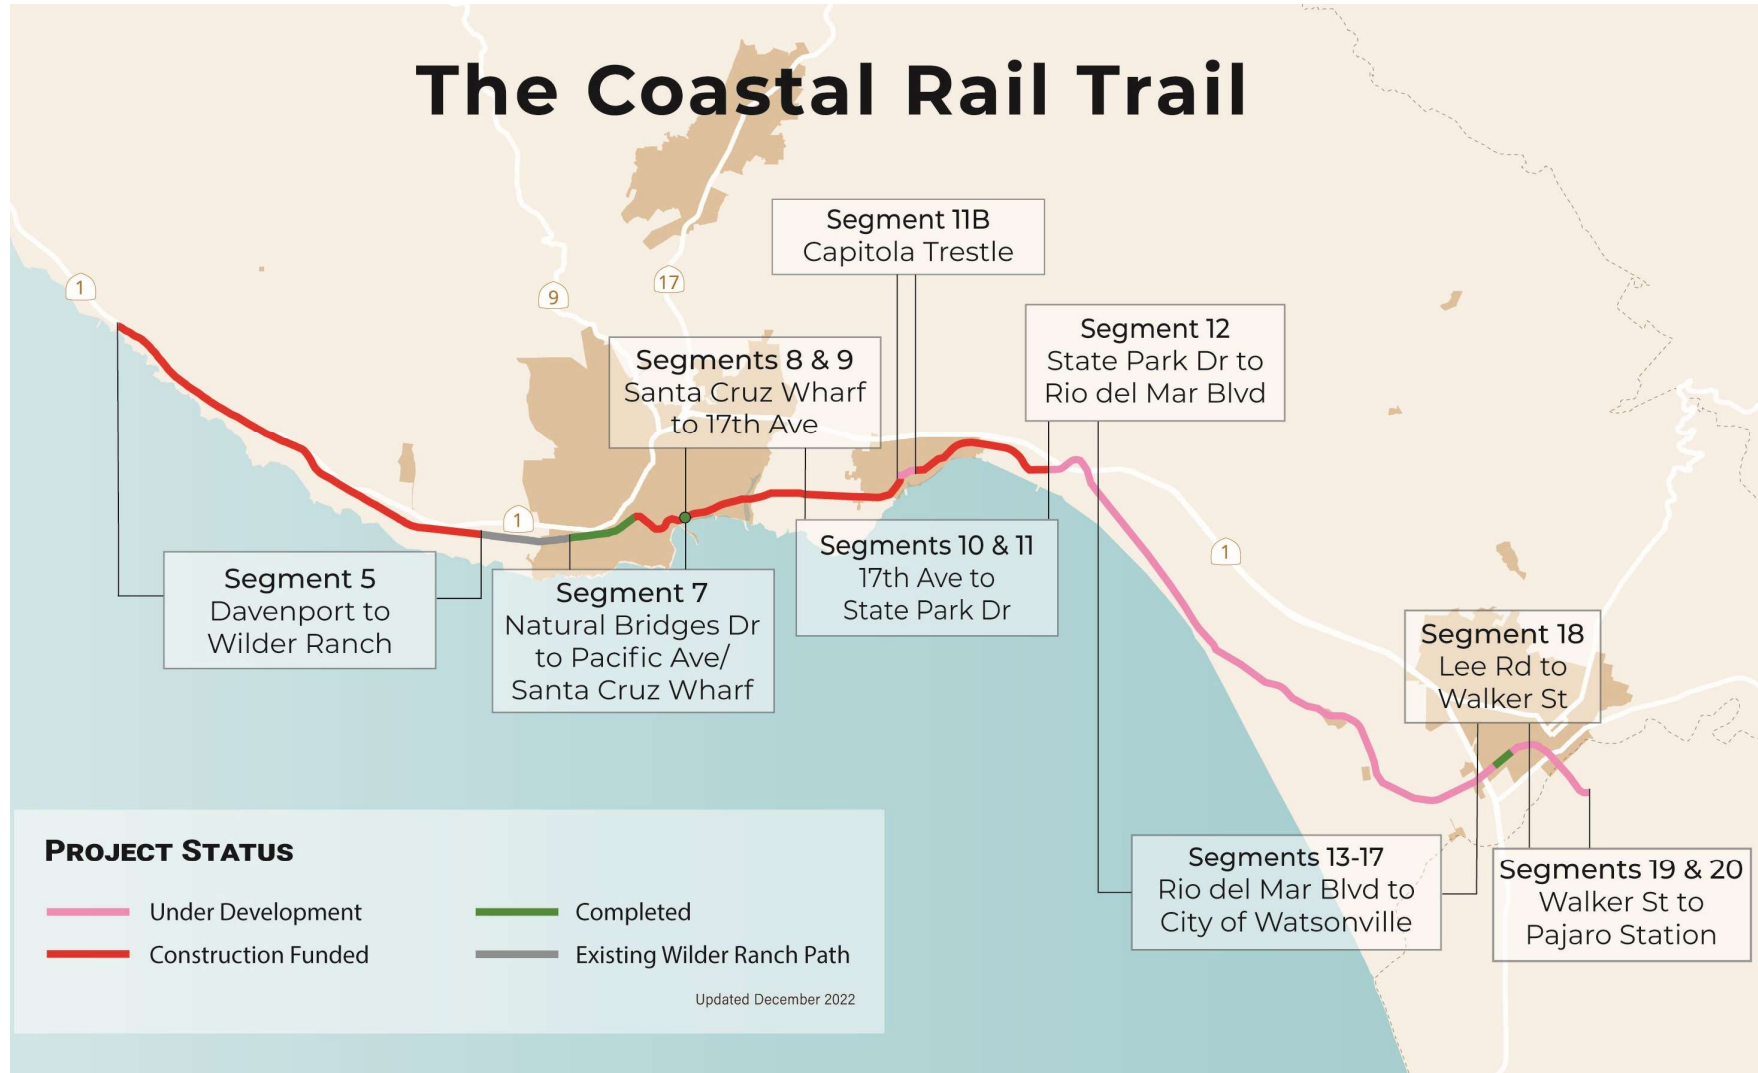 The Coastal Rail Trail
Segment 11B
Capitola Trestle
1
9
17
Segment 12
State Park Dr to
Rio del Mar Blvd
Segments 8 & 9
Santa Cruz Wharf
to 17th Ave
1
Segments 10 & 11
17th Ave to
State Park Dr
1
Segment 5
Davenport to
Wilder Ranch
Segment 7
Natural Bridges Dr
to Pacific Ave/
Santa Cruz Wharf
Segment 18
Lee Rd to
Walker St
Segments 13-17
Rio del Mar Blvd to
City of Watsonville
Segments 19 & 20
Walker St to
Pajaro Station
PROJECT STATUS
Under Development
Construction Funded
Completed
Existing Wilder Ranch Path
Updated December 2022